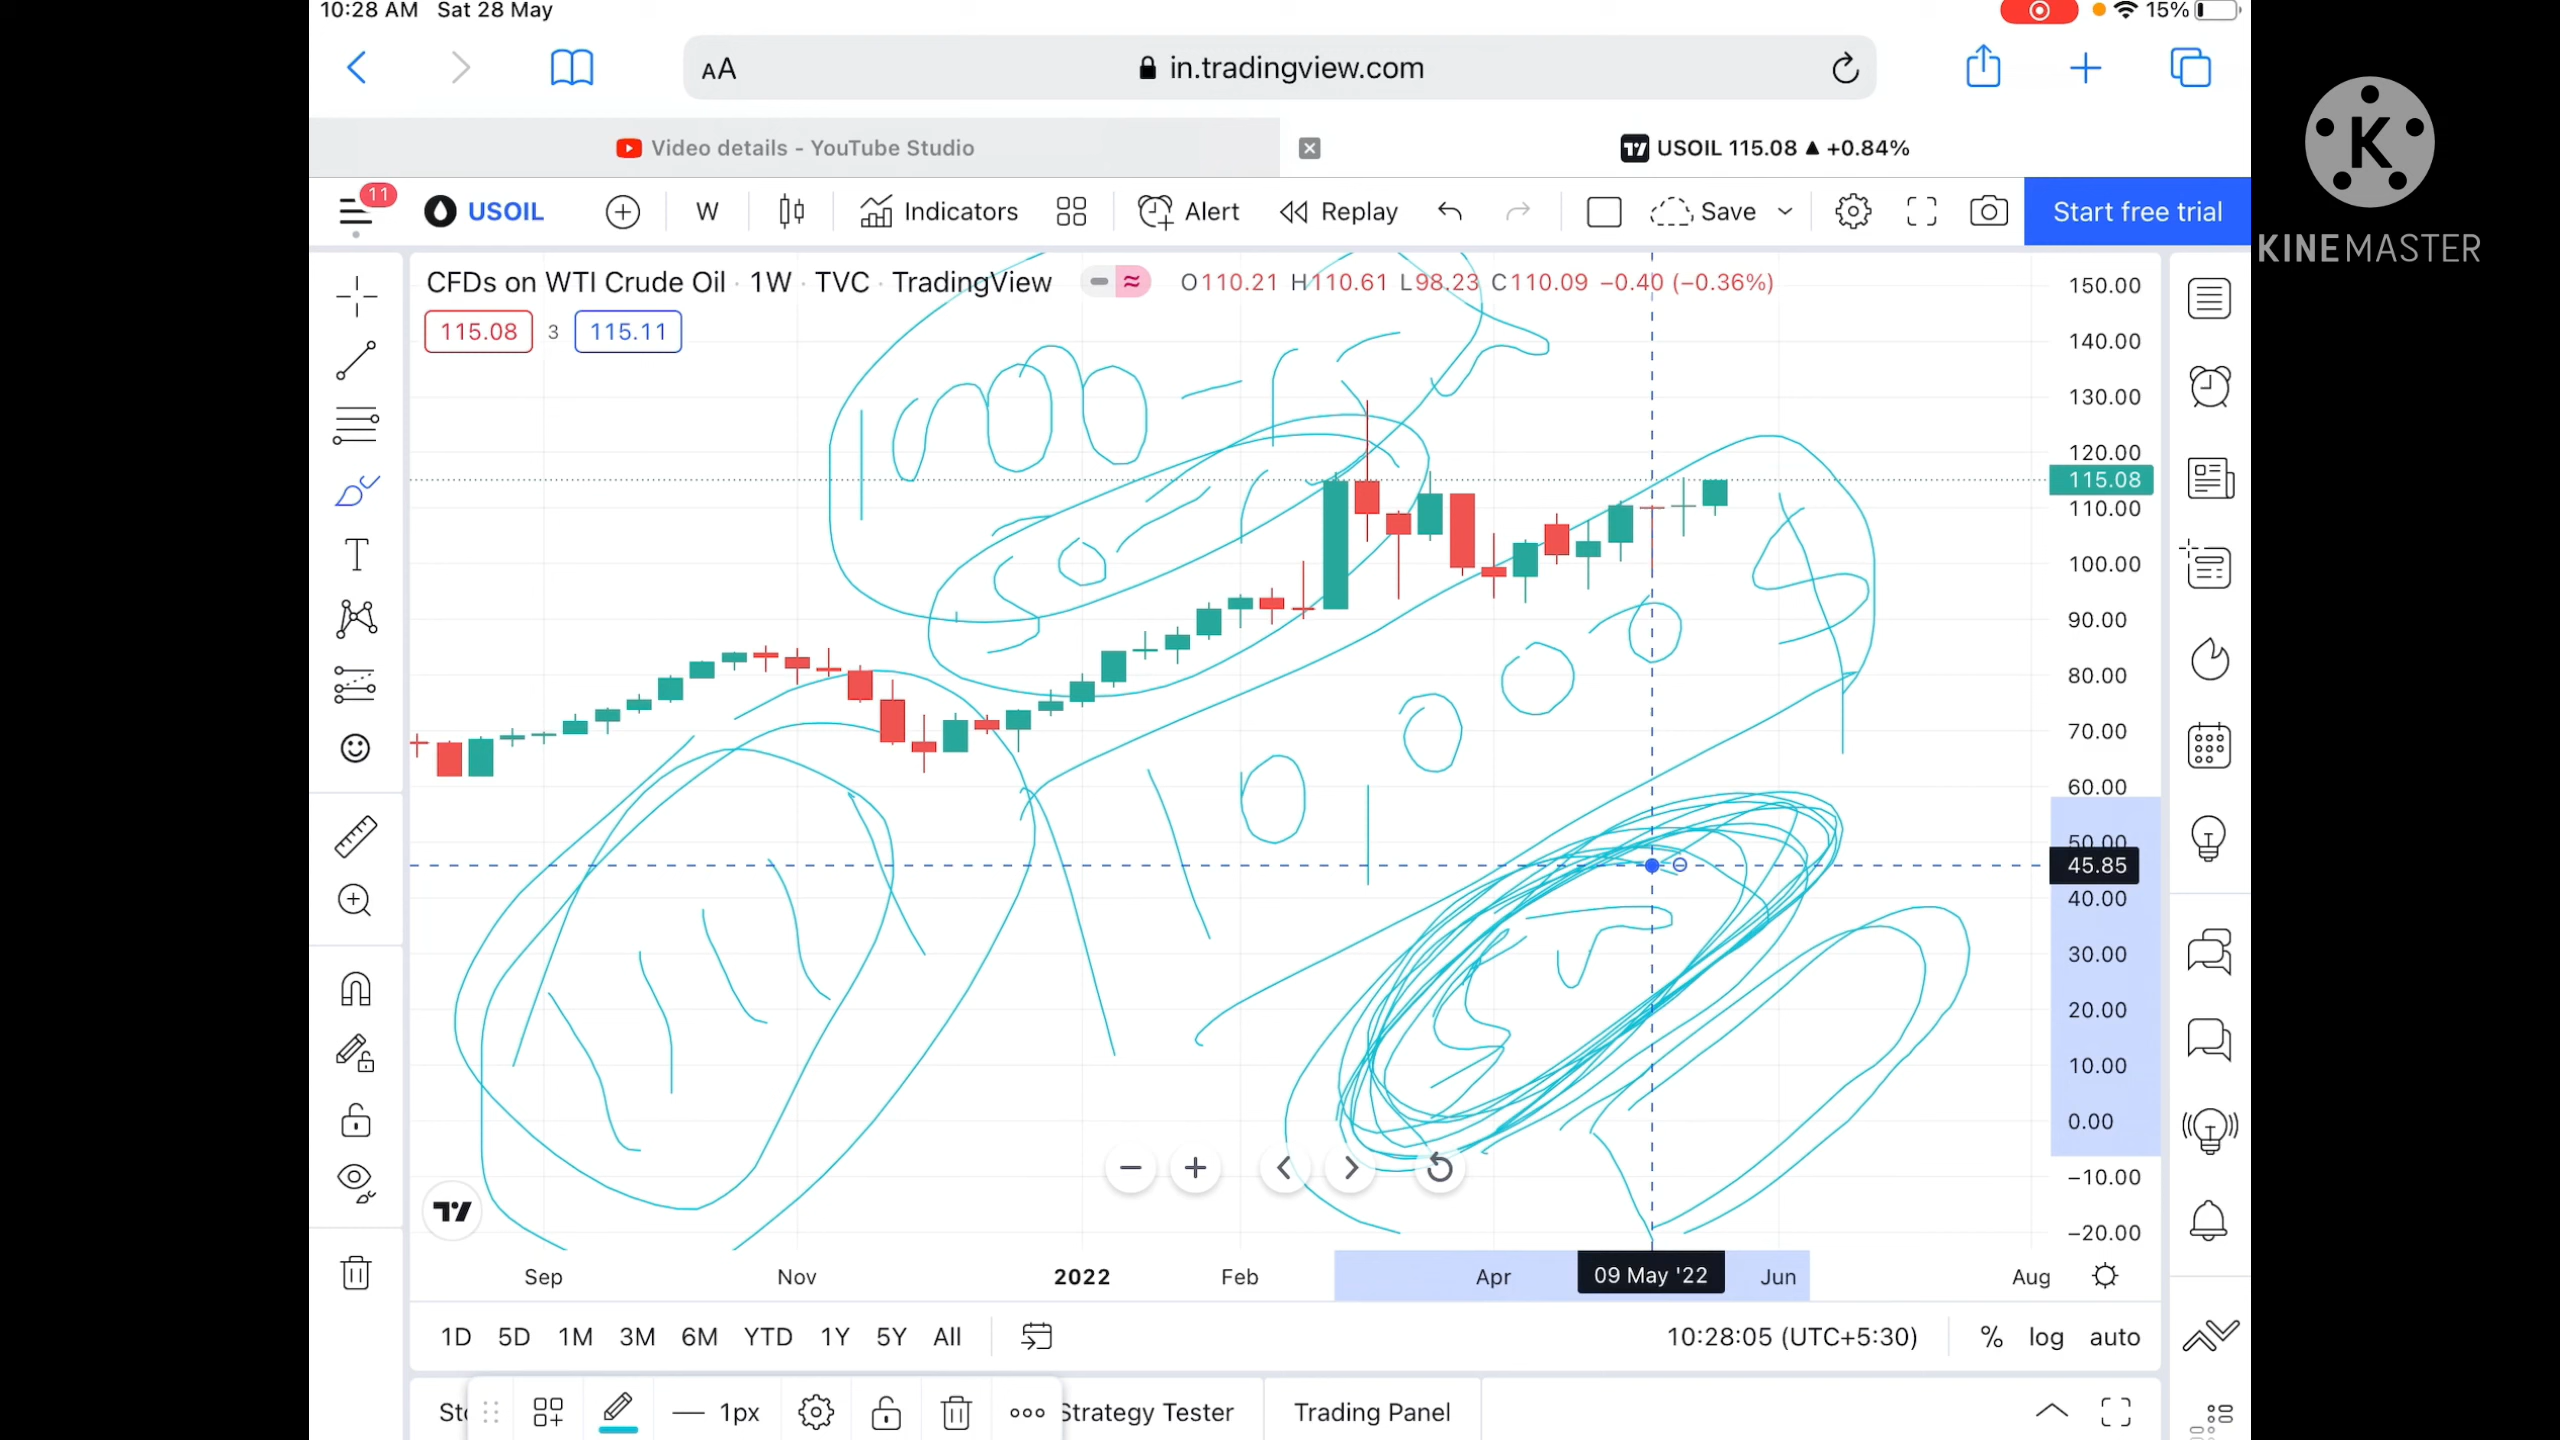 10:28 AM Sat 28 May
15%
AA in.tradingview.com
Video details - YouTube Studio
USOIL 115.08 ▲ +0.84%
K
KINEMASTER
11
USOIL W Indicators Alert Replay Save Start free trial
CFDs on WTI Crude Oil · 1W · TVC · TradingView
O110.21 H110.61 L98.23 C110.09 −0.40 (−0.36%)
115.08 3 115.11
150.00
140.00
130.00
120.00
115.08
110.00
100.00
90.00
80.00
70.00
60.00
50.00
45.85
40.00
30.00
20.00
10.00
0.00
−10.00
−20.00
Sep Nov 2022 Feb Apr 09 May '22 Jun Aug
1D 5D 1M 3M 6M YTD 1Y 5Y All
10:28:05 (UTC+5:30) % log auto
1px
Strategy Tester Trading Panel